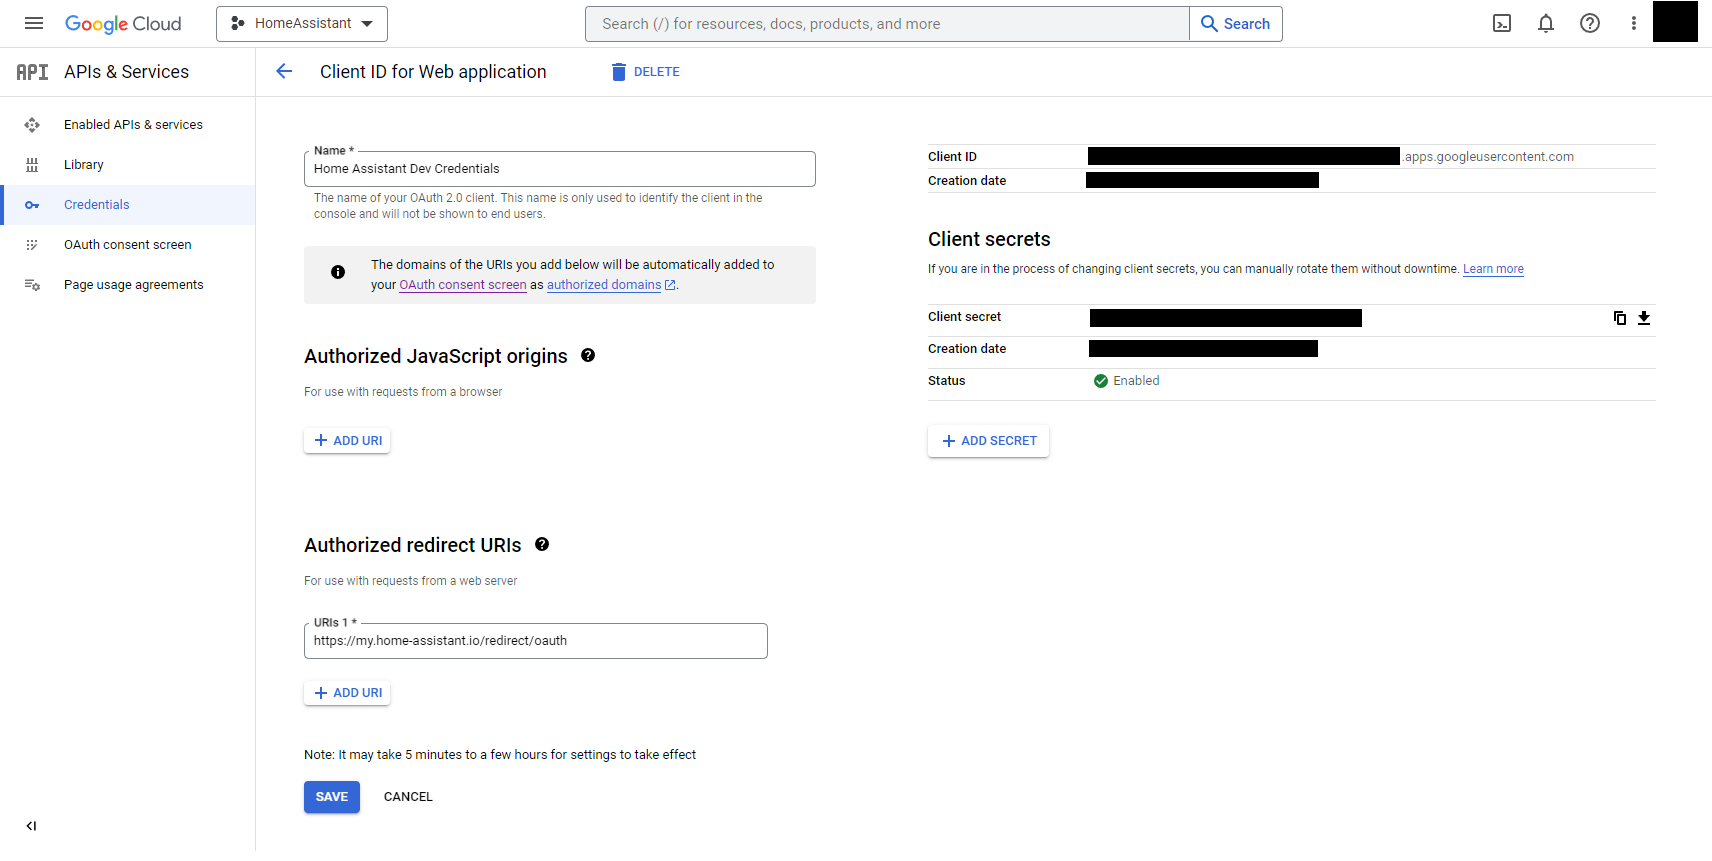 Google Cloud
HomeAssistant
Search (/) for resources, docs, products, and more
Search
API
APIs & Services
Client ID for Web application
DELETE
Enabled APIs & services
Library
Credentials
OAuth consent screen
Page usage agreements
Name *
Home Assistant Dev Credentials
The name of your OAuth 2.0 client. This name is only used to identify the client in the
console and will not be shown to end users.
The domains of the URIs you add below will be automatically added to
your OAuth consent screen as authorized domains.
Authorized JavaScript origins
For use with requests from a browser
ADD URI
Authorized redirect URIs
For use with requests from a web server
URIs 1 *
https://my.home-assistant.io/redirect/oauth
ADD URI
Note: It may take 5 minutes to a few hours for settings to take effect
SAVE
CANCEL
Client ID
.apps.googleusercontent.com
Creation date
Client secrets
If you are in the process of changing client secrets, you can manually rotate them without downtime. Learn more
Client secret
Creation date
Status
Enabled
ADD SECRET